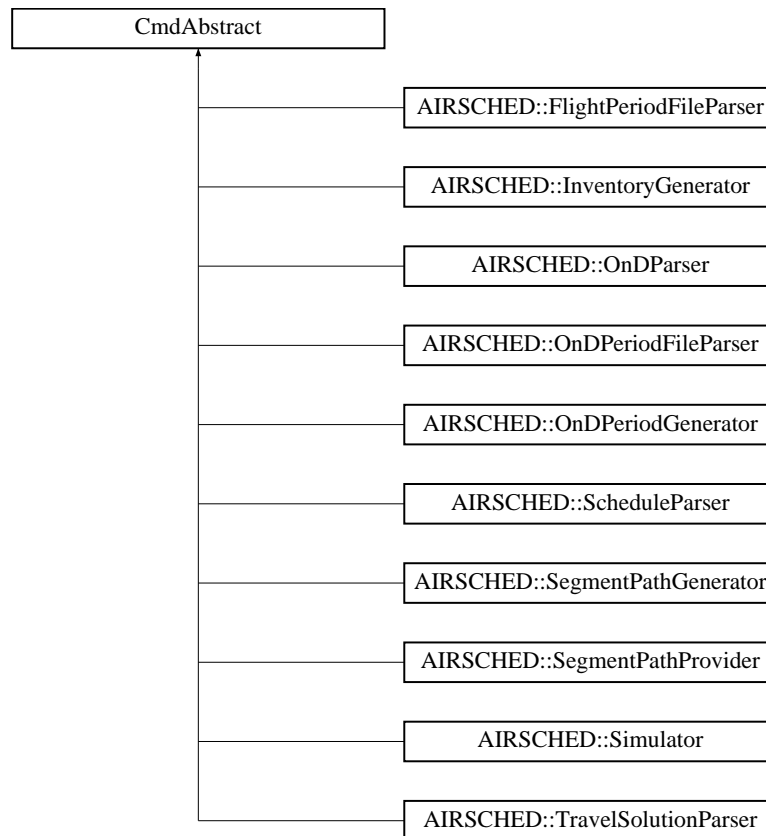 CmdAbstract
AIRSCHED::FlightPeriodFileParser
AIRSCHED::InventoryGenerator
AIRSCHED::OnDParser
AIRSCHED::OnDPeriodFileParser
AIRSCHED::OnDPeriodGenerator
AIRSCHED::ScheduleParser
AIRSCHED::SegmentPathGenerator
AIRSCHED::SegmentPathProvider
AIRSCHED::Simulator
AIRSCHED::TravelSolutionParser